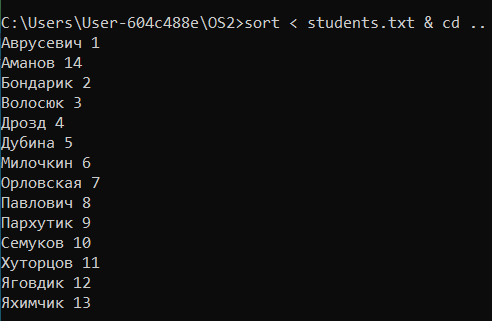 C:\Users\User-604c488e\OS2>sort < students.txt & cd ..
Аврусевич 1
Аманов 14
Бондарик 2
Волосюк 3
Дрозд 4
Дубина 5
Милочкин 6
Орловская 7
Павлович 8
Пархутик 9
Семуков 10
Хуторцов 11
Яговдик 12
Яхимчик 13